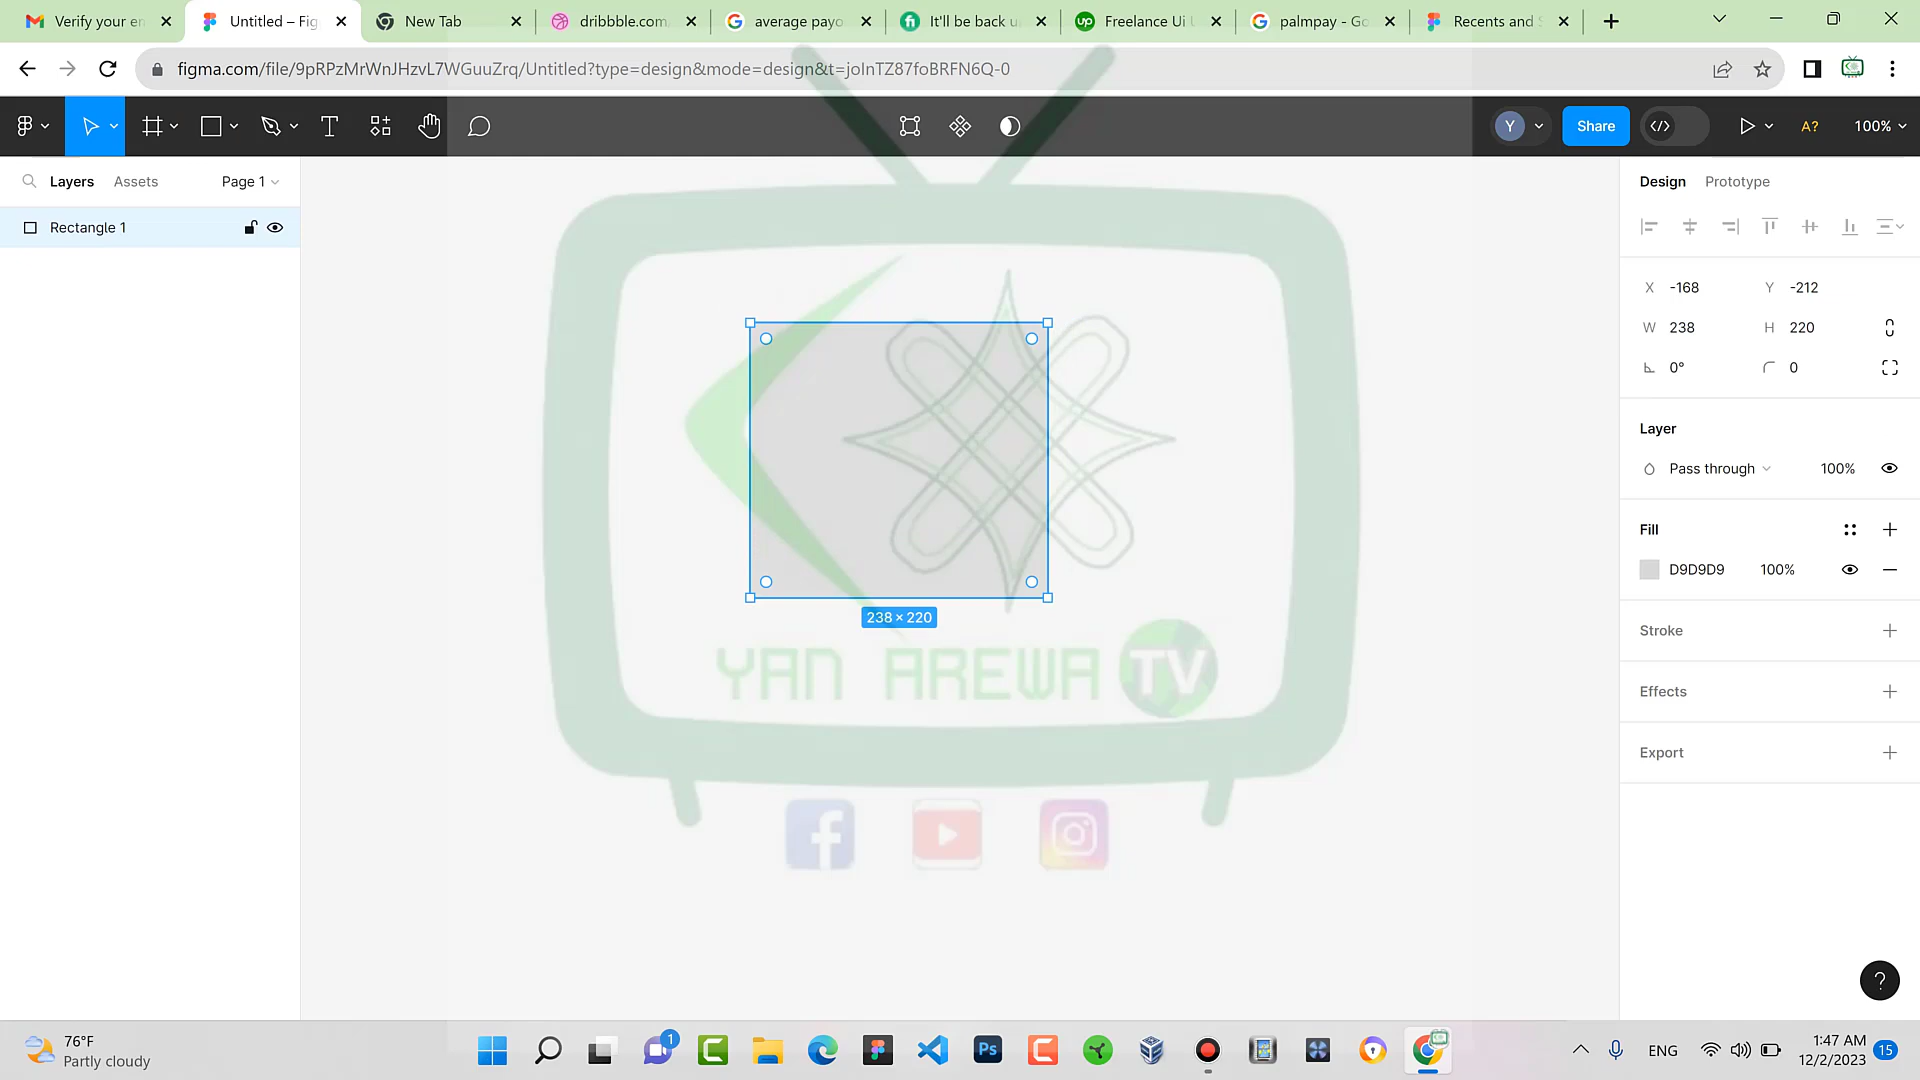 Verify your en
Untitled – Fig
New Tab
dribbble.com
average payo
It'll be back u
Freelance Ui
palmpay - Go
Recents and S
figma.com/file/9pRPzMrWnJHzvL7WGuuZrq/Untitled?type=design&mode=design&t=joInTZ87foBRFN6Q-0
Y
Share
A?
100%
Layers
Assets
Page 1
Design
Prototype
Rectangle 1
X -168
Y -212
W 238
H 220
0°
0
Layer
Pass through
100%
Fill
D9D9D9
100%
238 × 220
Stroke
YAN AREWA TV
Effects
Export
?
76°F
Partly cloudy
1
Ps
ENG
1:47 AM
12/2/2023
15